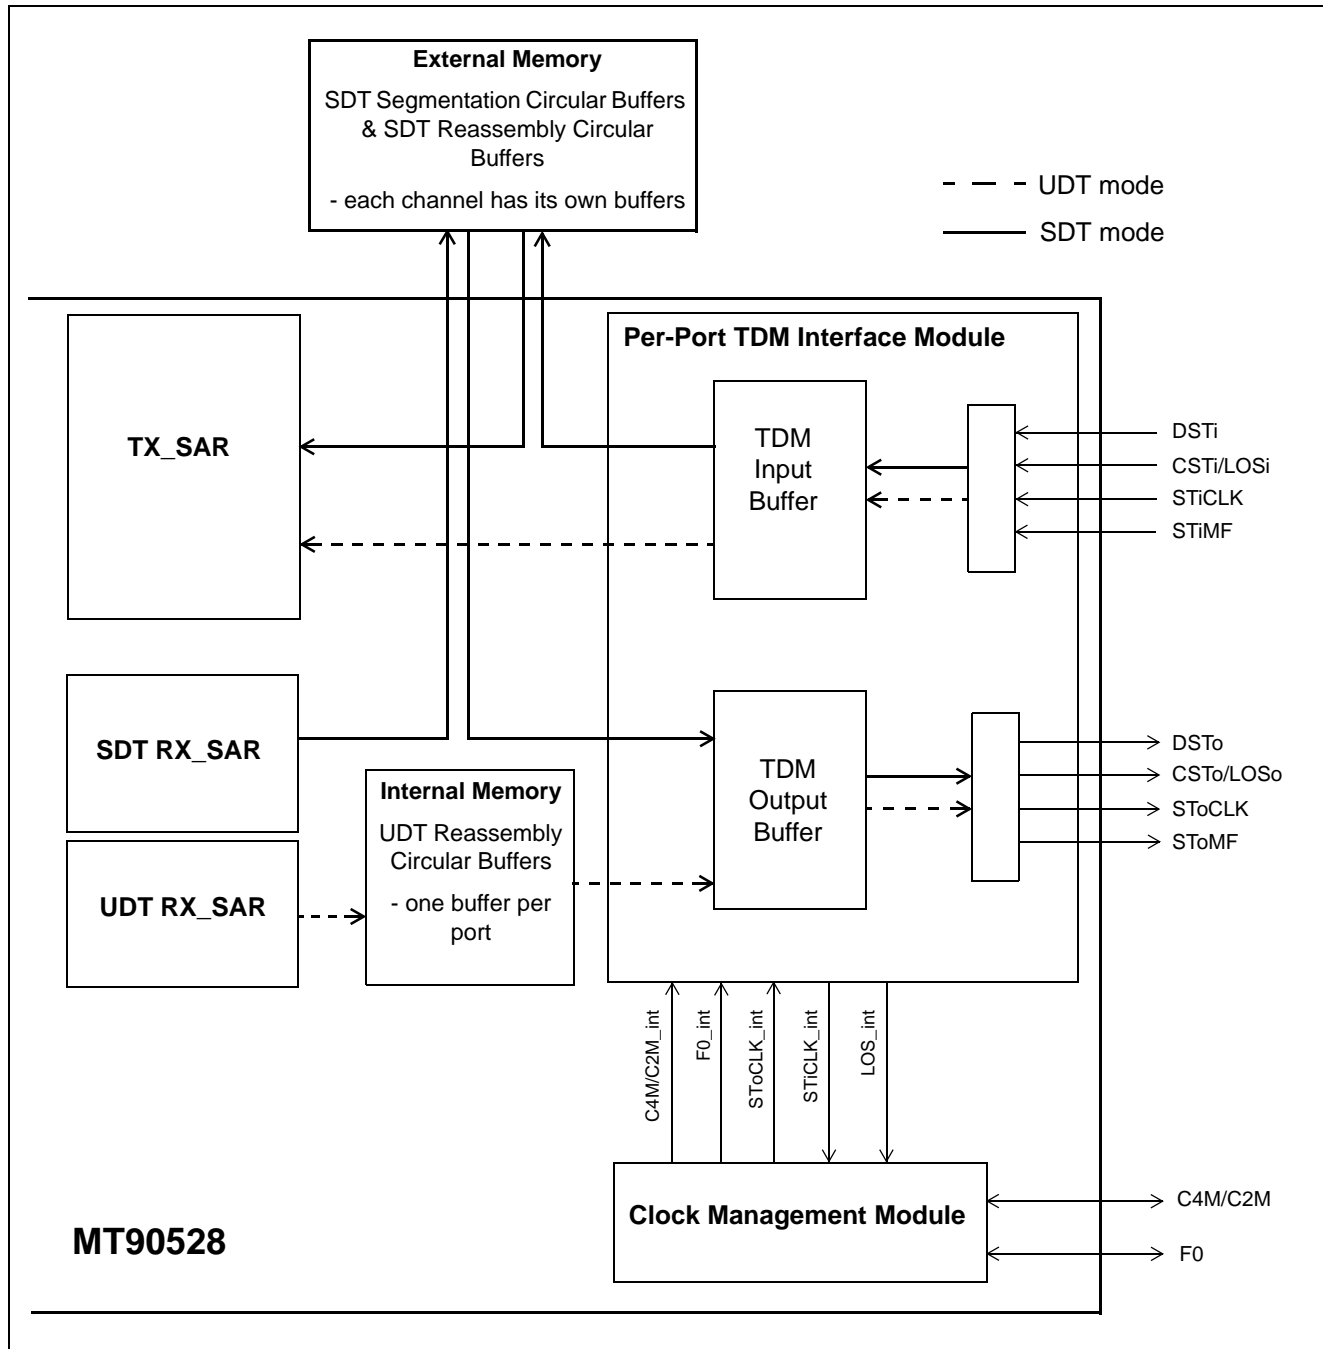 External Memory
SDT Segmentation Circular Buffers
& SDT Reassembly Circular
Buffers
- each channel has its own buffers
UDT mode
SDT mode
Per-Port TDM Interface Module
TX_SAR
TDM
Input
Buffer
DSTi
CSTi/LOSi
STiCLK
STiMF
SDT RX_SAR
UDT RX_SAR
Internal Memory
UDT Reassembly
Circular Buffers
- one buffer per
port
TDM
Output
Buffer
DSTo
CSTo/LOSo
SToCLK
SToMF
C4M/C2M_int
F0_int
SToCLK_int
STiCLK_int
LOS_int
Clock Management Module
C4M/C2M
F0
MT90528